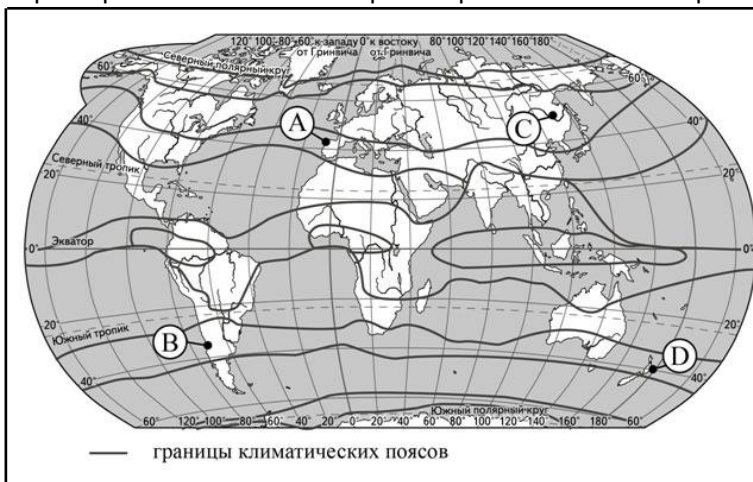 120° 100° 80° 60° к западу 0° к востоку 80° 100° 120° 140° 160° 180°
от Гринвича от Гринвича
Северный полярный круг
60° 60°
A C
40° 40°
Северный тропик
20° 20°
Экватор
0° 0°
20° 20°
Южный тропик
B D
40° 40°
Южный полярный круг
60° 120° 100° 80° 60° 40° 20° 0° 20° 40° 60° 80° 100° 120° 140° 160° 180° 60°
границы климатических поясов